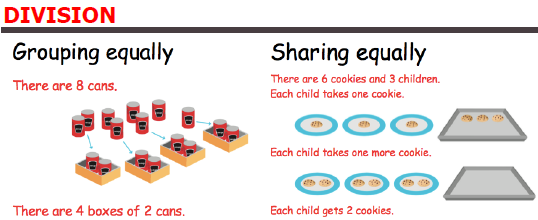 DIVISION
Grouping equally
There are 8 cans.
There are 4 boxes of 2 cans.
Sharing equally
There are 6 cookies and 3 children.
Each child takes one cookie.
Each child takes one more cookie.
Each child gets 2 cookies.